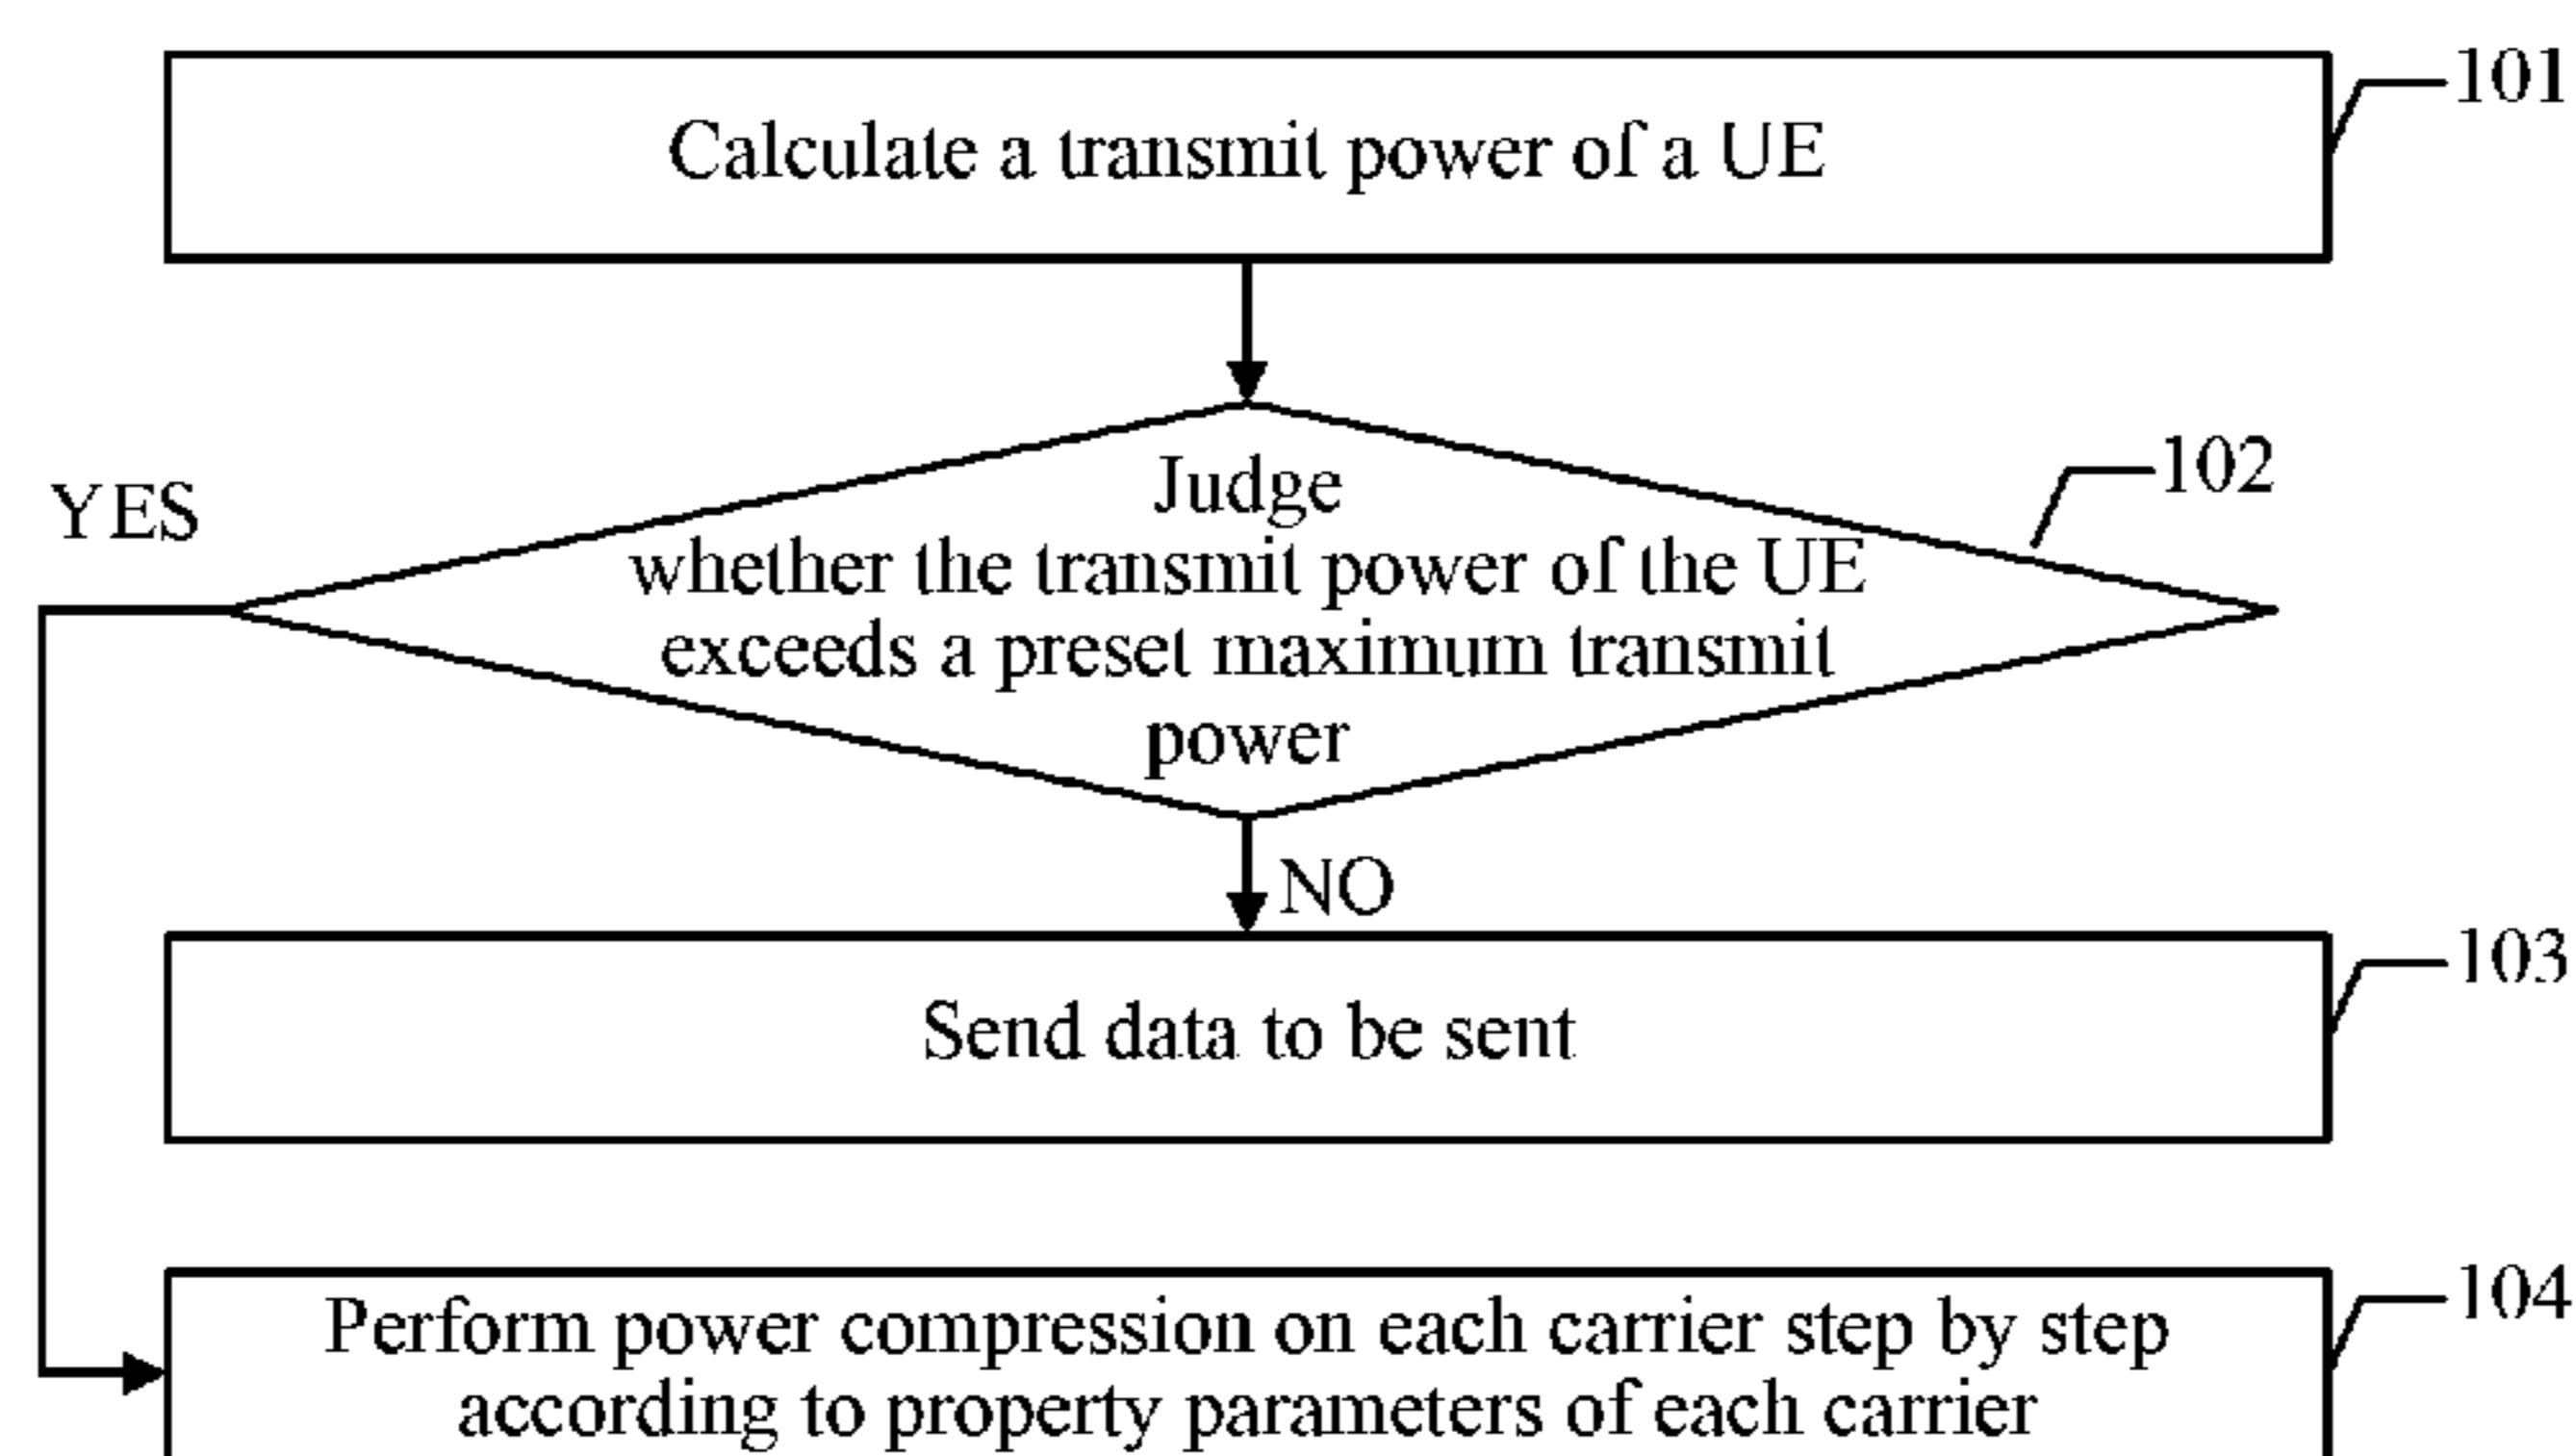 101
Calculate a transmit power of a UE
102
YES
Judge
whether the transmit power of the UE
exceeds a preset maximum transmit
power
NO
103
Send data to be sent
104
Perform power compression on each carrier step by step
according to property parameters of each carrier